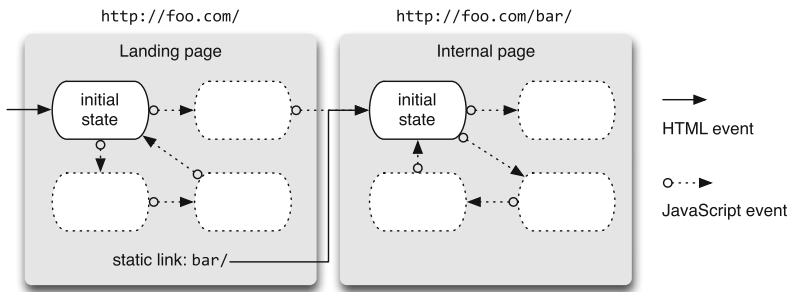 http://foo.com/
http://foo.com/bar/
Landing page
Internal page
initial
state
initial
state
HTML event
JavaScript event
static link: bar/